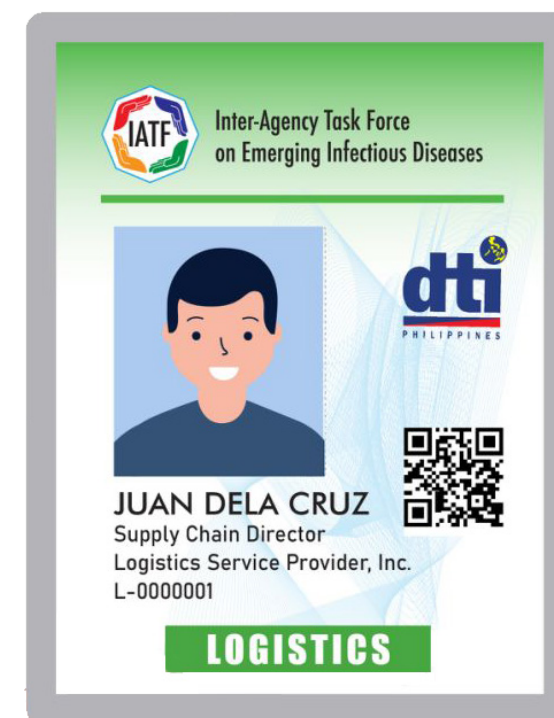 IATF
Inter-Agency Task Force
on Emerging Infectious Diseases
dti
PHILIPPINES
JUAN DELA CRUZ
Supply Chain Director
Logistics Service Provider, Inc.
L-0000001
LOGISTICS